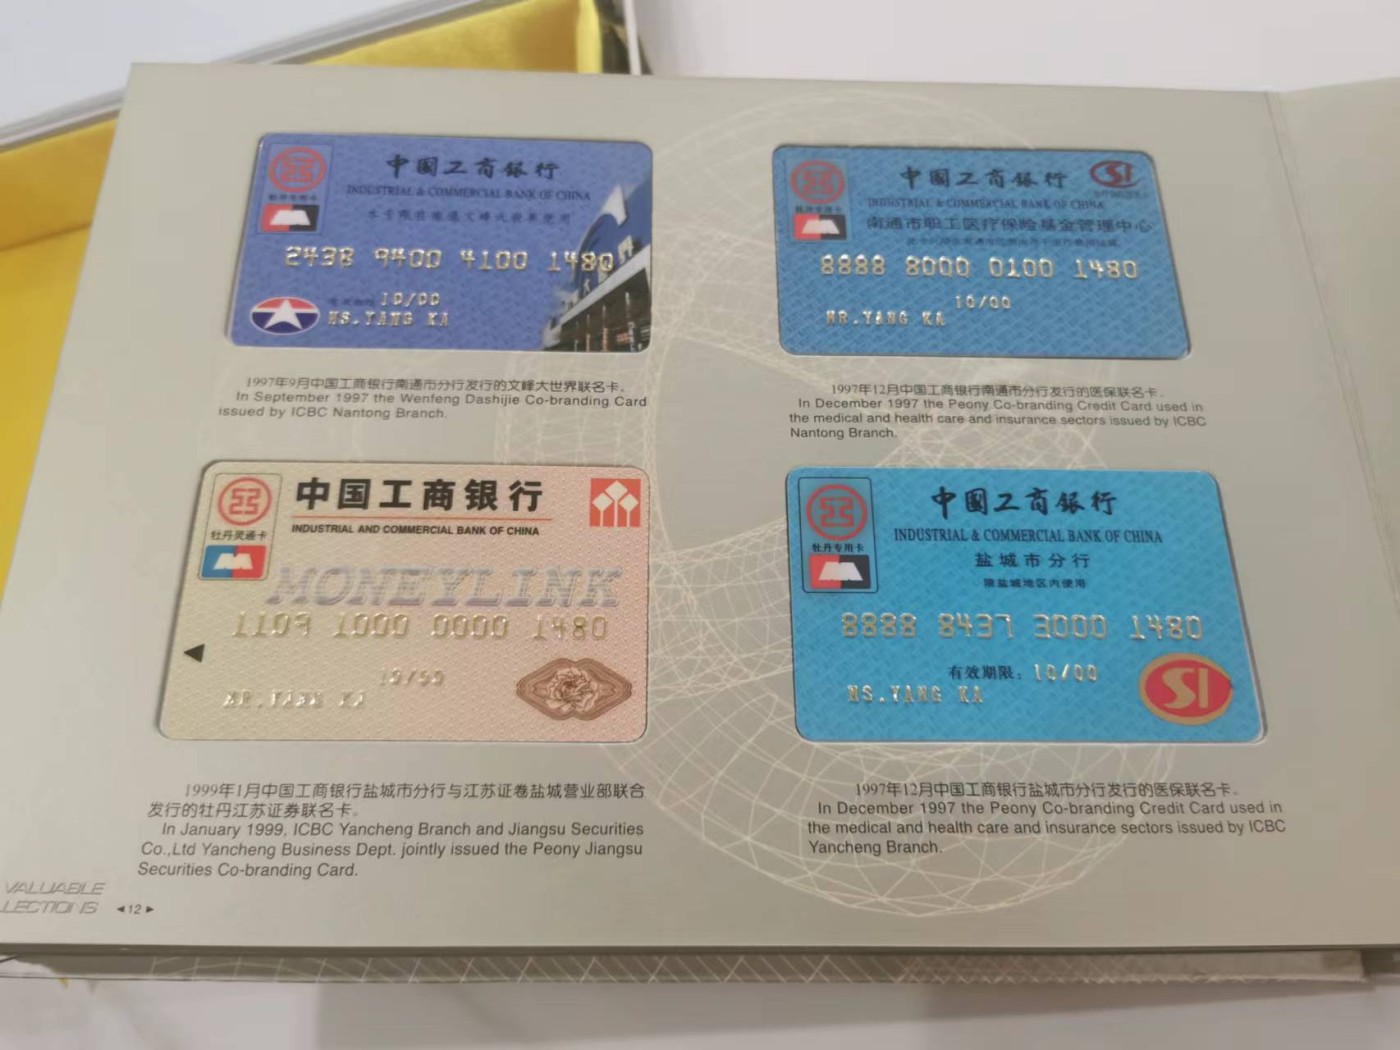 中国工商银行
INDUSTRIAL & COMMERCIAL BANK OF CHINA
2438 9400 4100 1480
10/00
MS.YANG KA
1997年9月中国工商银行南通市分行发行的文峰大世界联名卡。
In September 1997 the Wenfeng Dashijie Co-branding Card
issued by ICBC Nantong Branch.
中国工商银行
INDUSTRIAL & COMMERCIAL BANK OF CHINA
南通市职工医疗保险基金管理中心
8888 8000 0100 1480
10/00
MR.YANG KA
1997年12月中国工商银行南通市分行发行的医保联名卡。
In December 1997 the Peony Co-branding Credit Card used in
the medical and health care and insurance sectors issued by ICBC
Nantong Branch.
中国工商银行
INDUSTRIAL AND COMMERCIAL BANK OF CHINA
牡丹灵通卡
MONEYLINK
1109 1000 0000 1480
1999年1月中国工商银行盐城市分行与江苏证卷盐城营业部联合
发行的牡丹江苏证券联名卡。
In January 1999, ICBC Yancheng Branch and Jiangsu Securities
Co.,Ltd Yancheng Business Dept. jointly issued the Peony Jiangsu
Securities Co-branding Card.
中國工商銀行
INDUSTRIAL & COMMERCIAL BANK OF CHINA
牡丹专用卡
盐城市分行
限盐城地区内使用
8888 8437 3000 1480
有效期限：10/00
MS.YANG KA
SI
1997年12月中国工商银行盐城市分行发行的医保联名卡。
In December 1997 the Peony Co-branding Credit Card used in
the medical and health care and insurance sectors issued by ICBC
Yancheng Branch.
VALUABLE
LECTIONS
◄12►